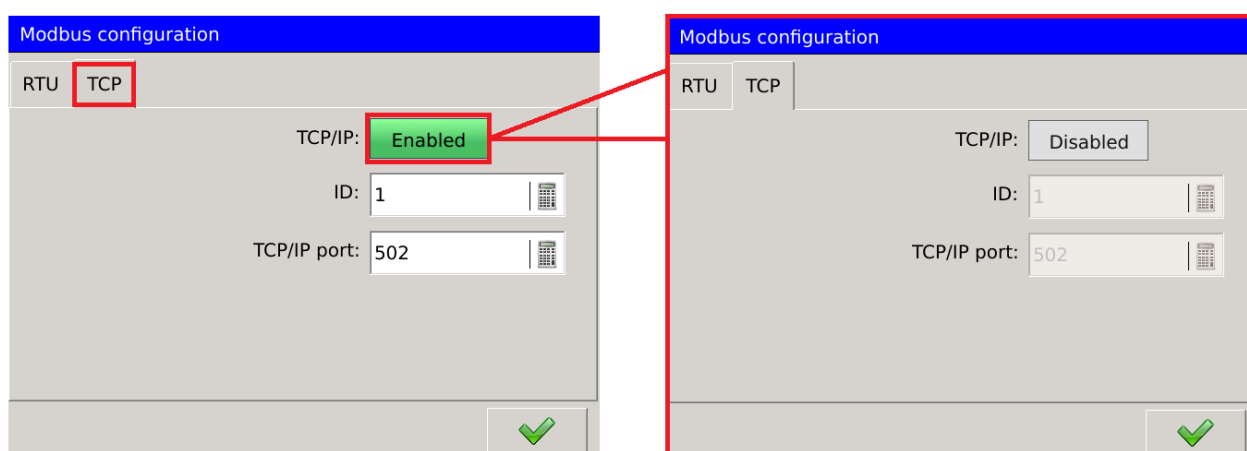 Modbus configuration
RTU TCP
TCP/IP: Enabled
ID: 1
TCP/IP port: 502
Modbus configuration
RTU TCP
TCP/IP: Disabled
ID: 1
TCP/IP port: 502